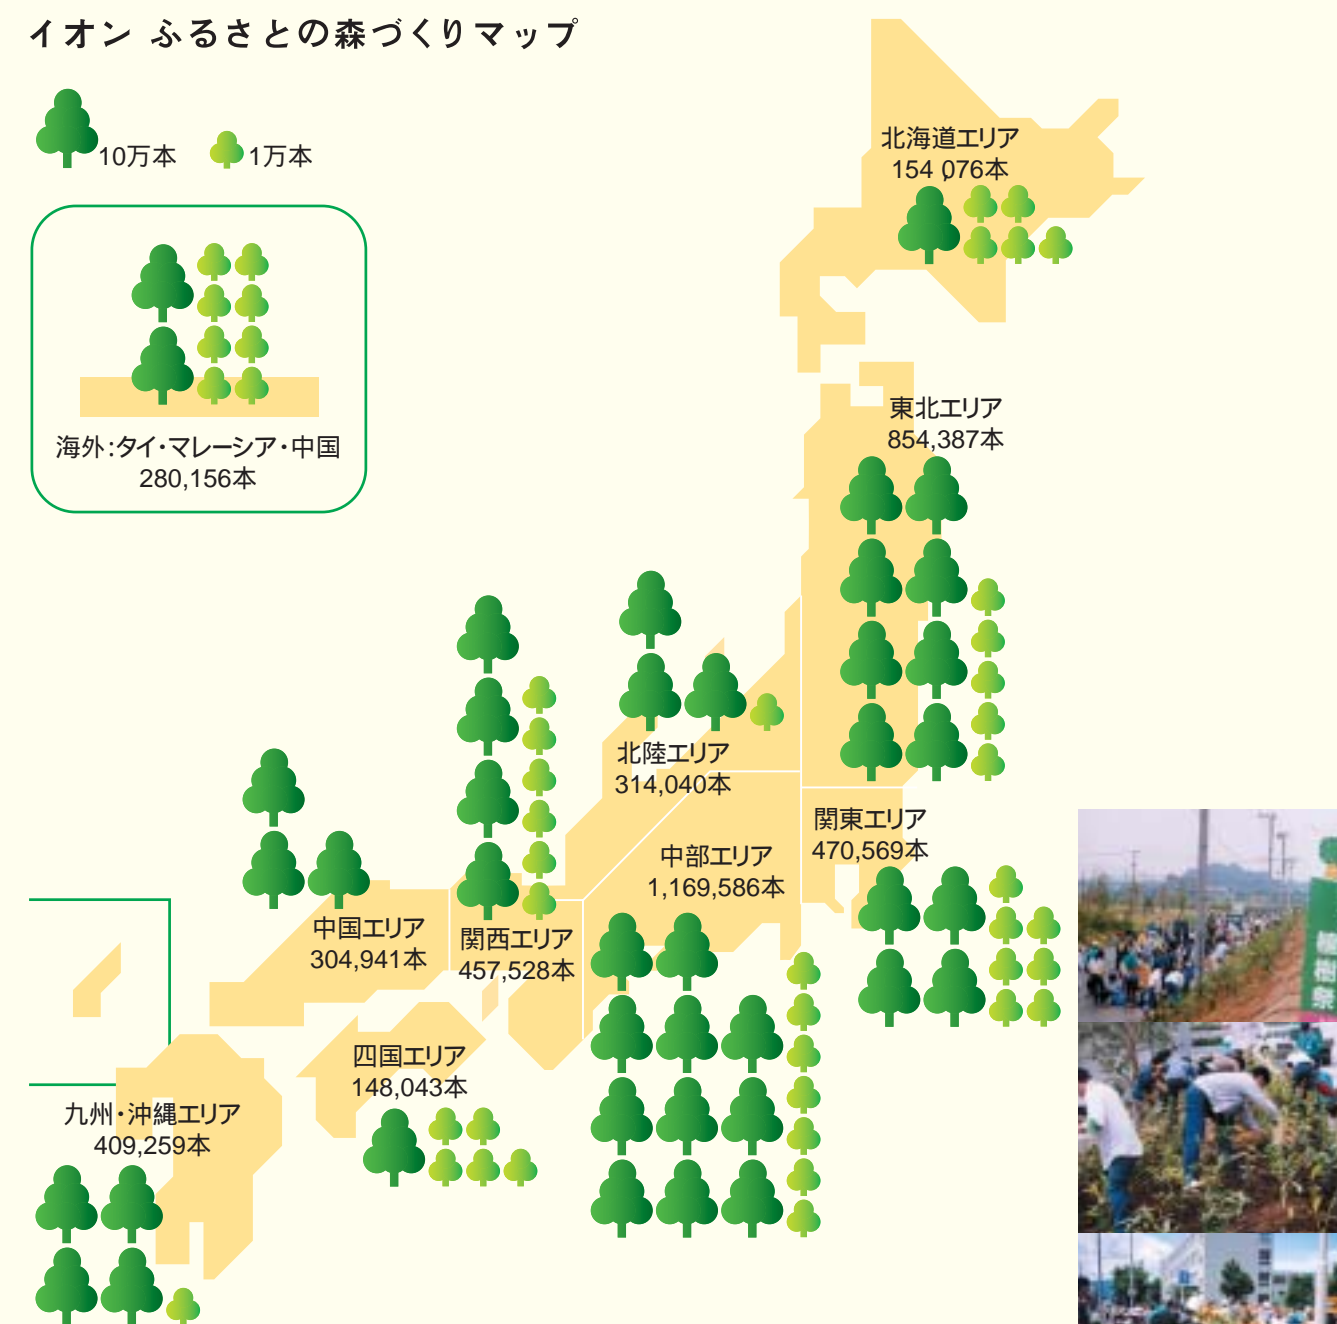 イオン ふるさとの森づくりマップ
10万本
1万本
海外:タイ・マレーシア・中国
280,156本
北海道エリア
154,076本
東北エリア
854,387本
北陸エリア
314,040本
関東エリア
470,569本
中部エリア
1,169,586本
中国エリア
304,941本
関西エリア
457,528本
四国エリア
148,043本
九州・沖縄エリア
409,259本